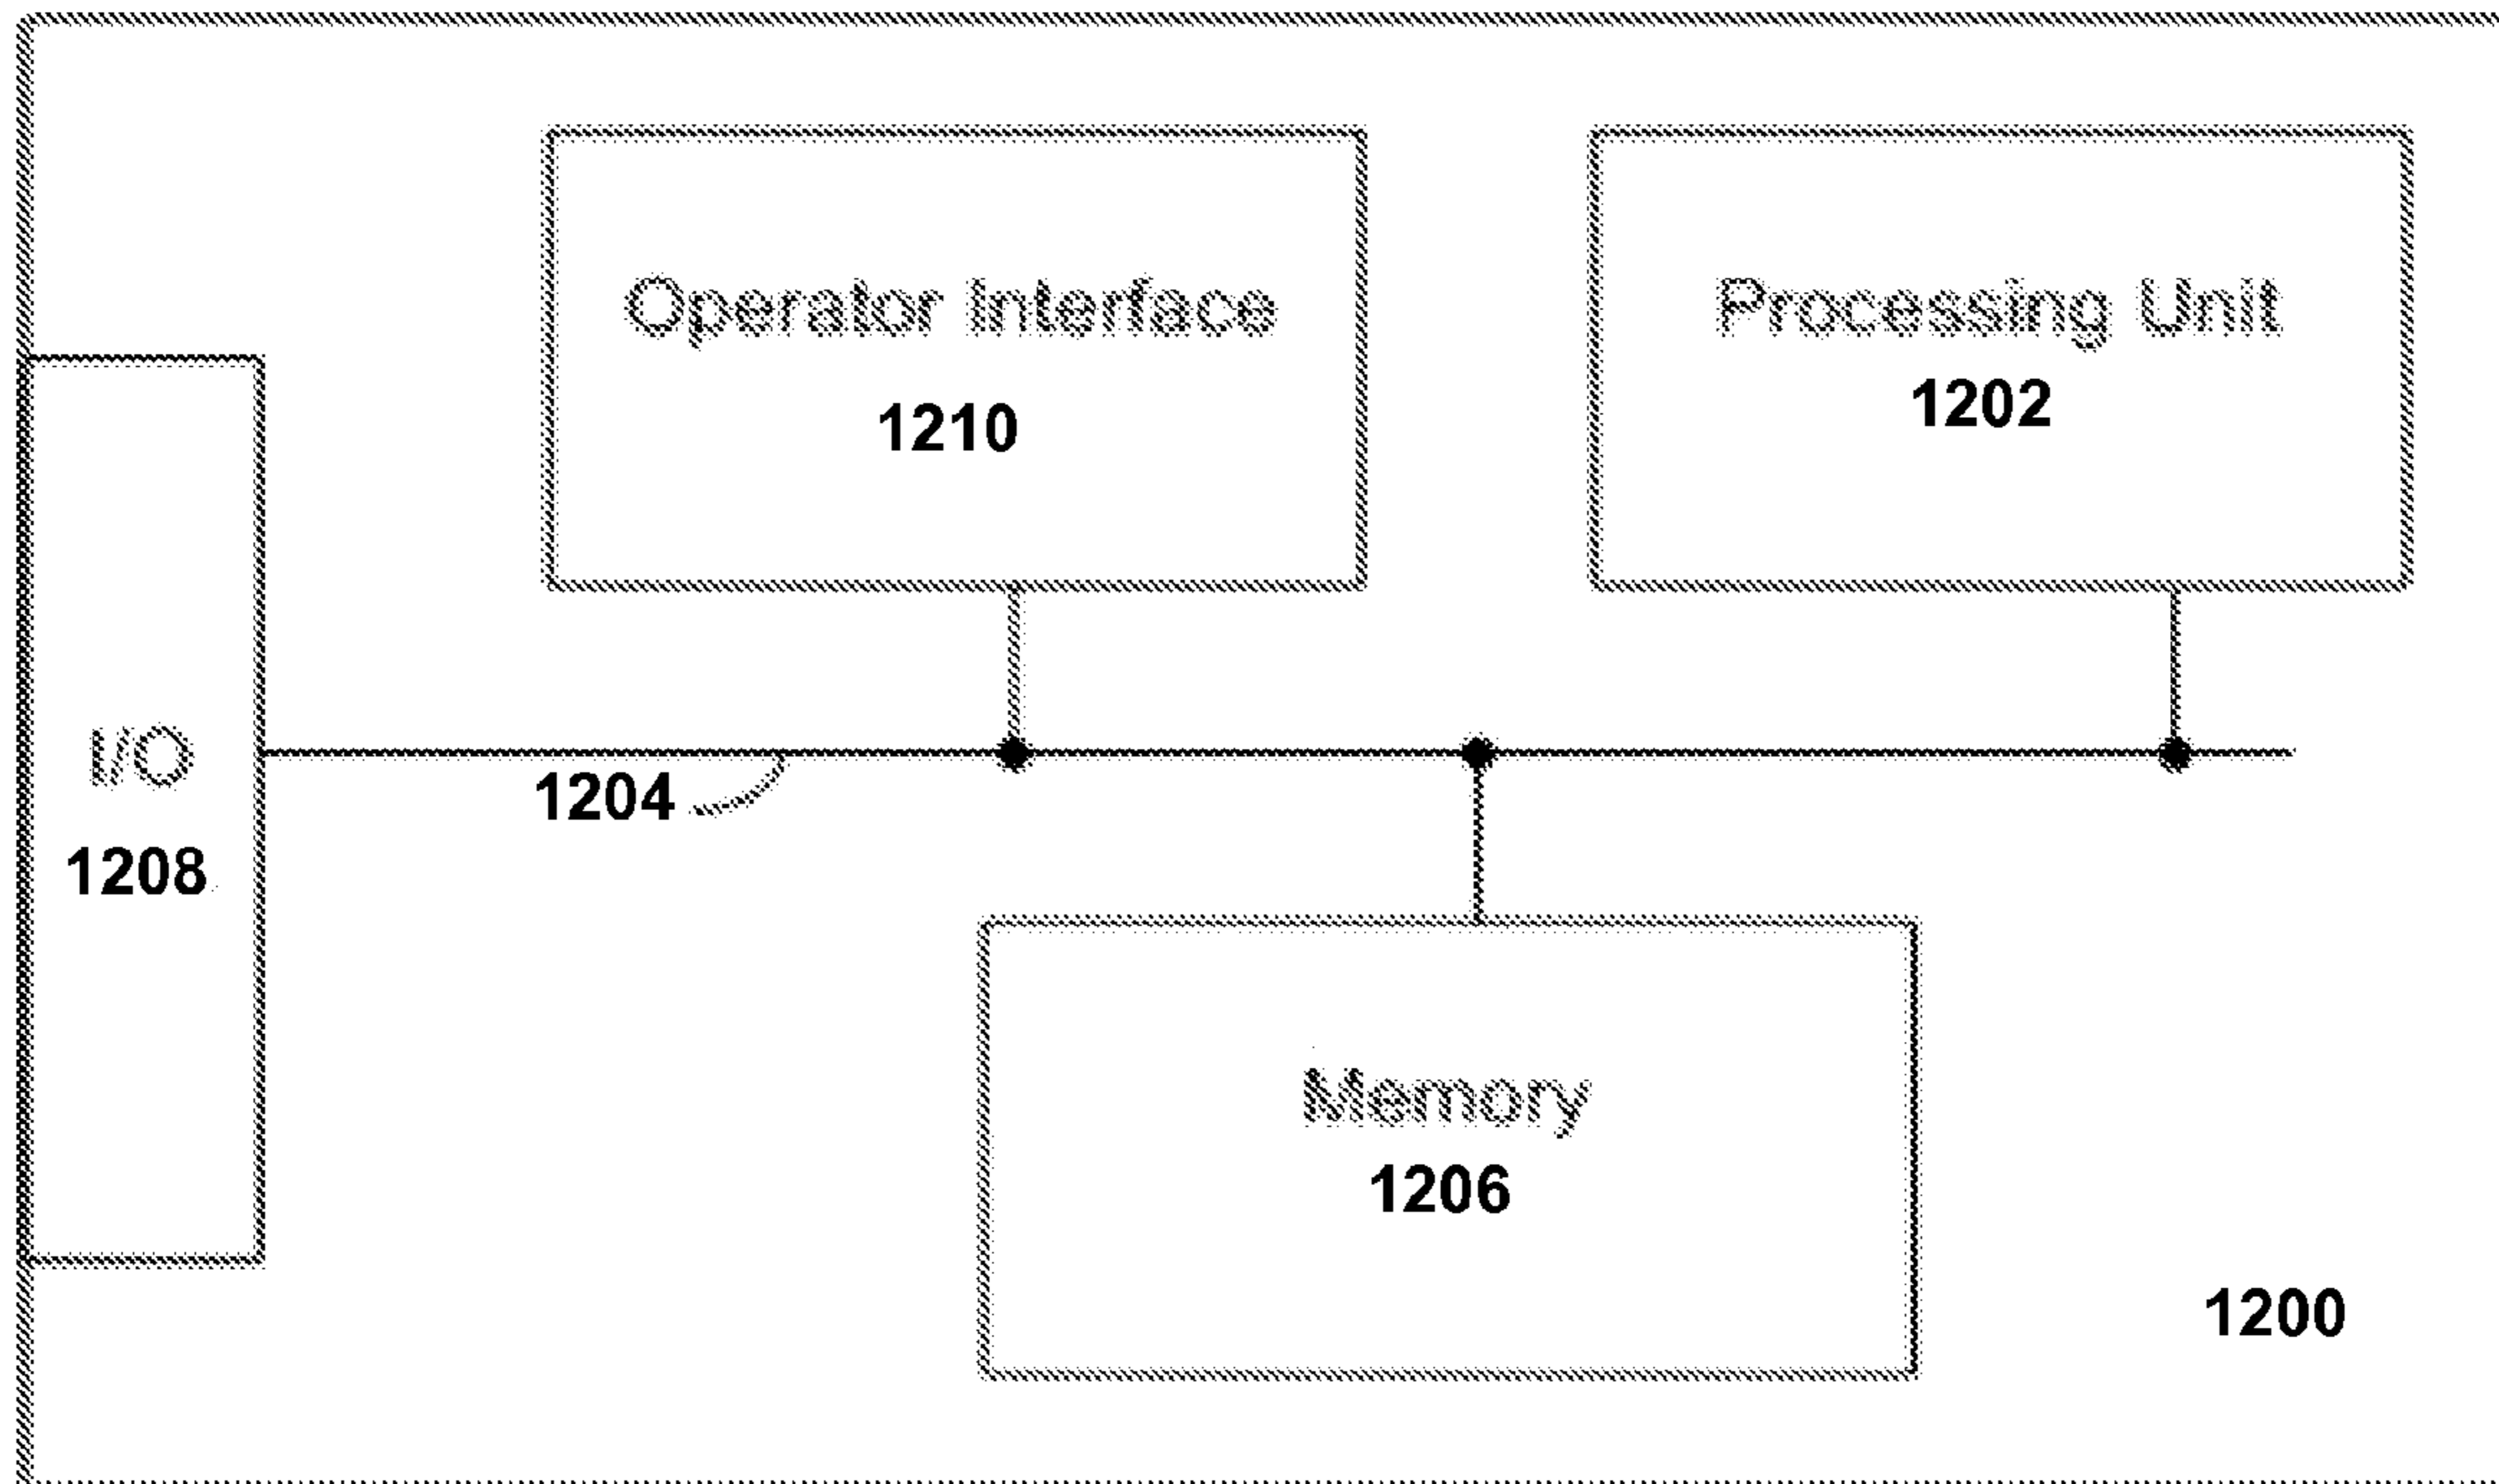 Operator Interface
1210
Processing Unit
1202
I/O
1208
1204
Memory
1206
1200